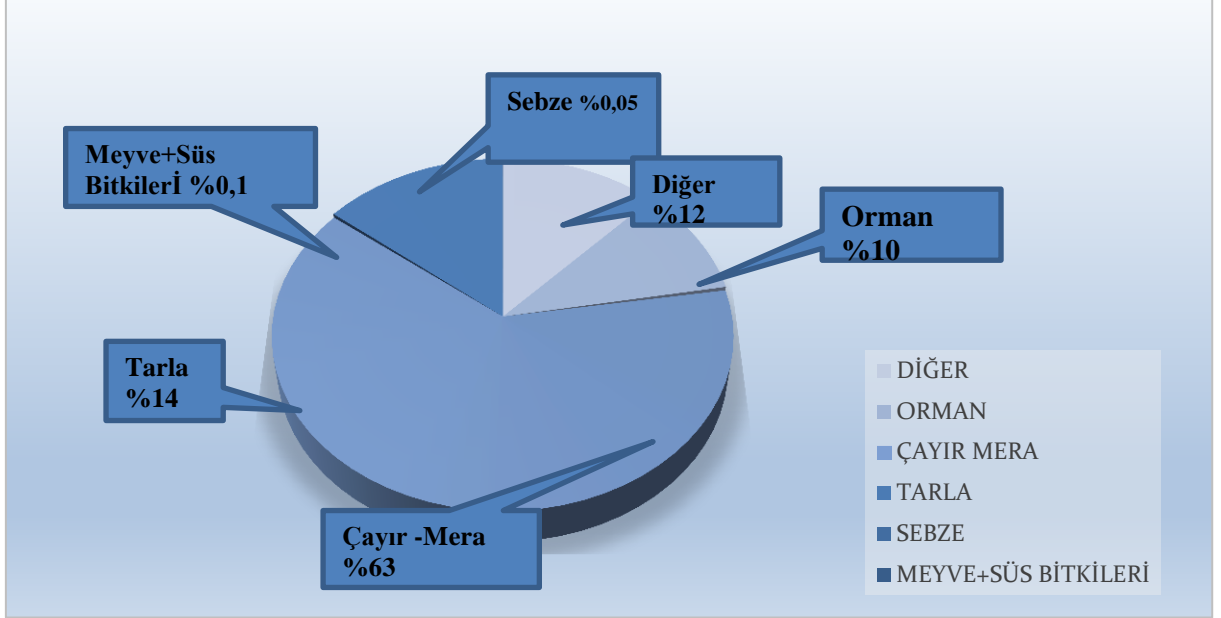 Sebze %0,05
Meyve+Süs
Bitkilerİ %0,1
Diğer
%12
Orman
%10
Tarla
%14
Çayır -Mera
%63
DİĞER
ORMAN
ÇAYIR MERA
TARLA
SEBZE
MEYVE+SÜS BİTKİLERİ